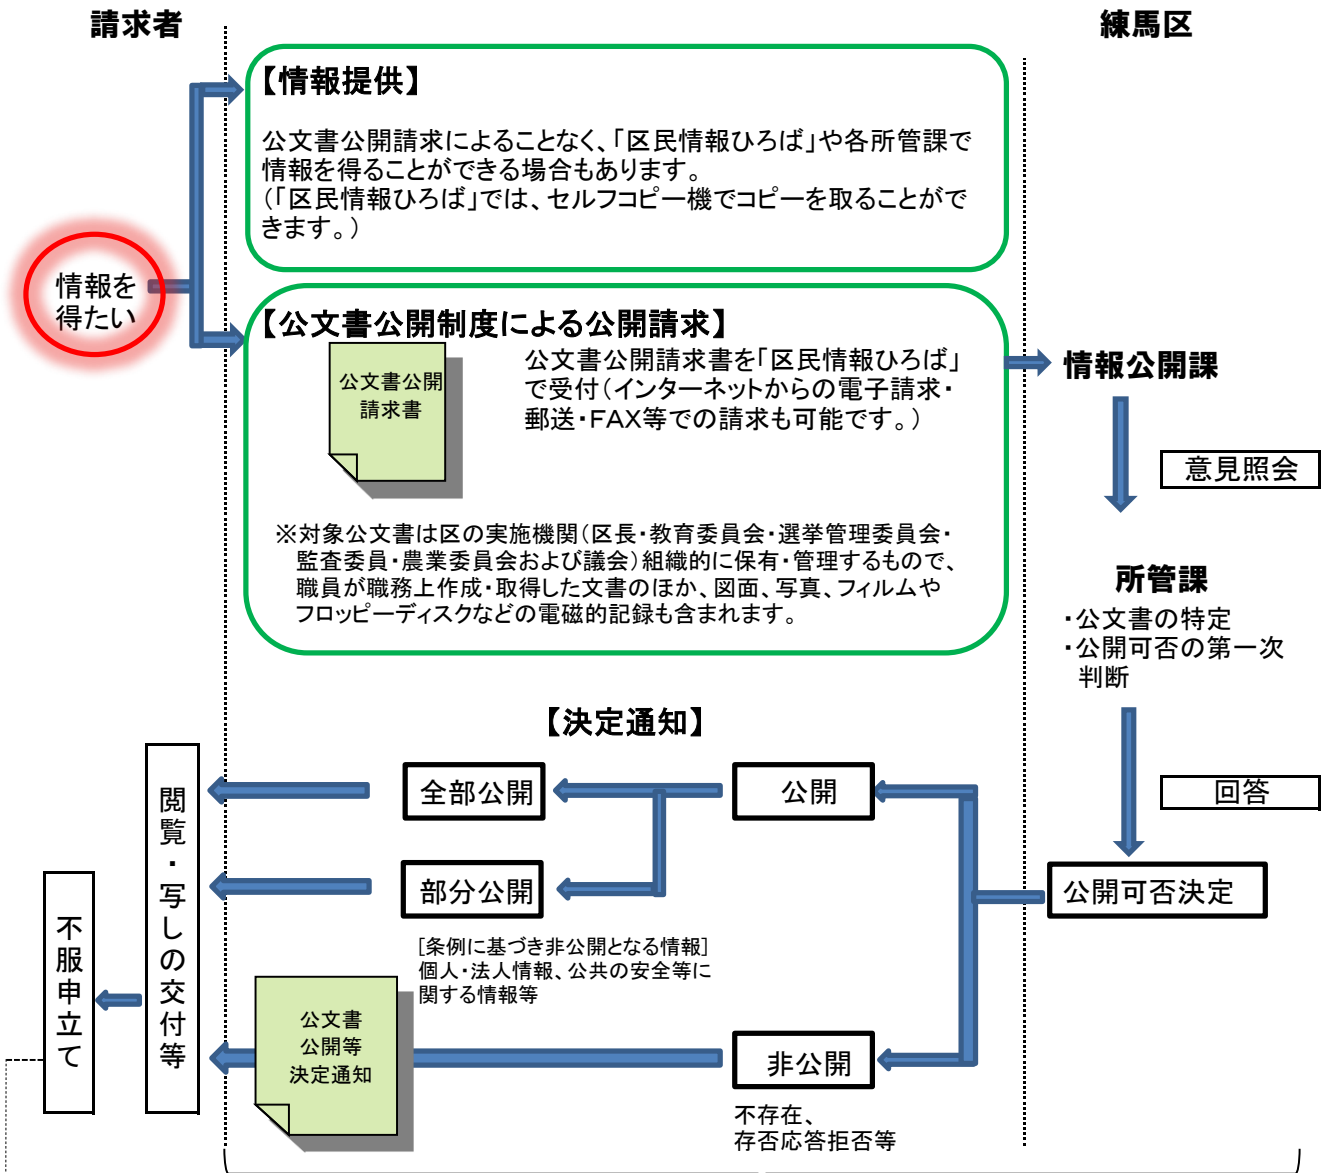 請求者
練馬区
【情報提供】
公文書公開請求によることなく、「区民情報ひろば」や各所管課で
情報を得ることができる場合もあります。
（「区民情報ひろば」では、セルフコピー機でコピーを取ることがで
きます。）
情報を
得たい
【公文書公開制度による公開請求】
公文書公開
請求書
公文書公開請求書を「区民情報ひろば」
で受付（インターネットからの電子請求・
郵送・FAX等での請求も可能です。）
※対象公文書は区の実施機関（区長・教育委員会・選挙管理委員会・
監査委員・農業委員会および議会）組織的に保有・管理するもので、
職員が職務上作成・取得した文書のほか、図面、写真、フィルムや
フロッピーディスクなどの電磁的記録も含まれます。
情報公開課
意見照会
所管課
・公文書の特定
・公開可否の第一次
判断
回答
公開可否決定
【決定通知】
公開
全部公開
部分公開
［条例に基づき非公開となる情報］
個人・法人情報、公共の安全等に
関する情報等
非公開
不存在、
存否応答拒否等
公文書
公開等
決定通知
閲覧・写しの交付等
不服申立て